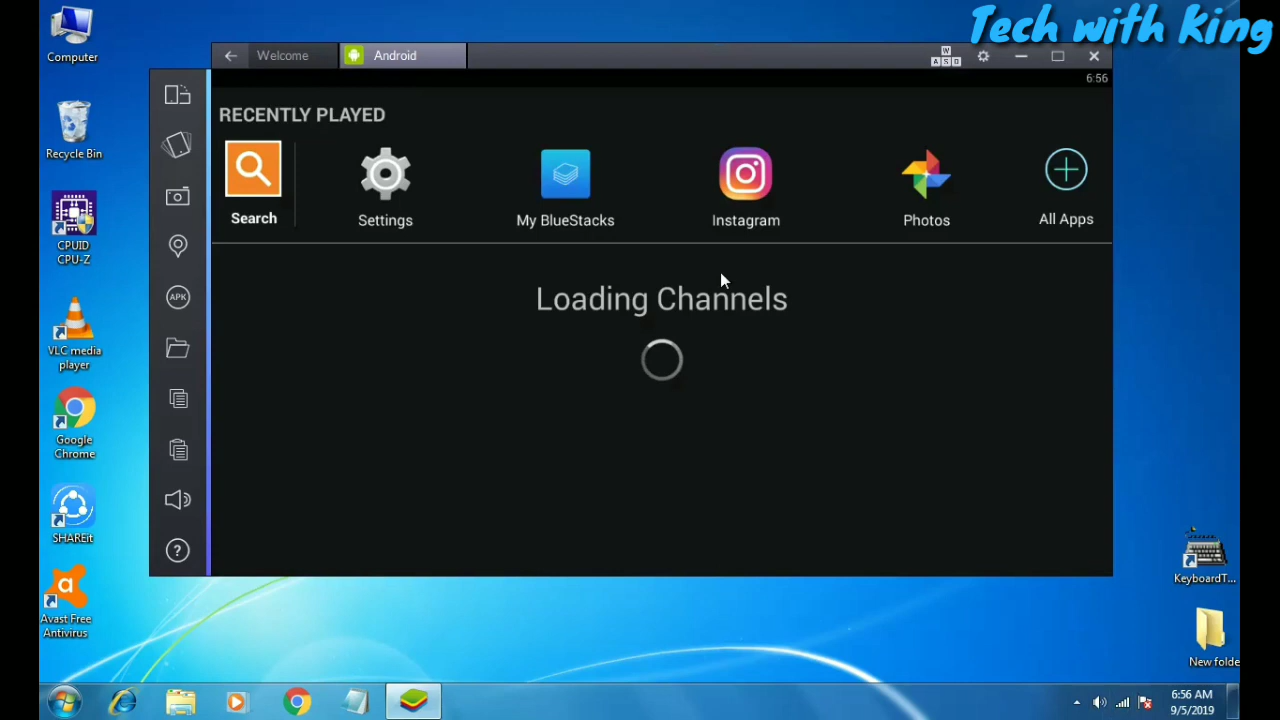 Tech with King
Computer
Recycle Bin
CPUID
CPU-Z
VLC media
player
Google
Chrome
SHAREit
Avast Free
Antivirus
Welcome
Android
W
A S D
6:56
RECENTLY PLAYED
Search
Settings
My BlueStacks
Instagram
Photos
All Apps
Loading Channels
APK
?
KeyboardT...
New folde
6:56 AM
9/5/2019